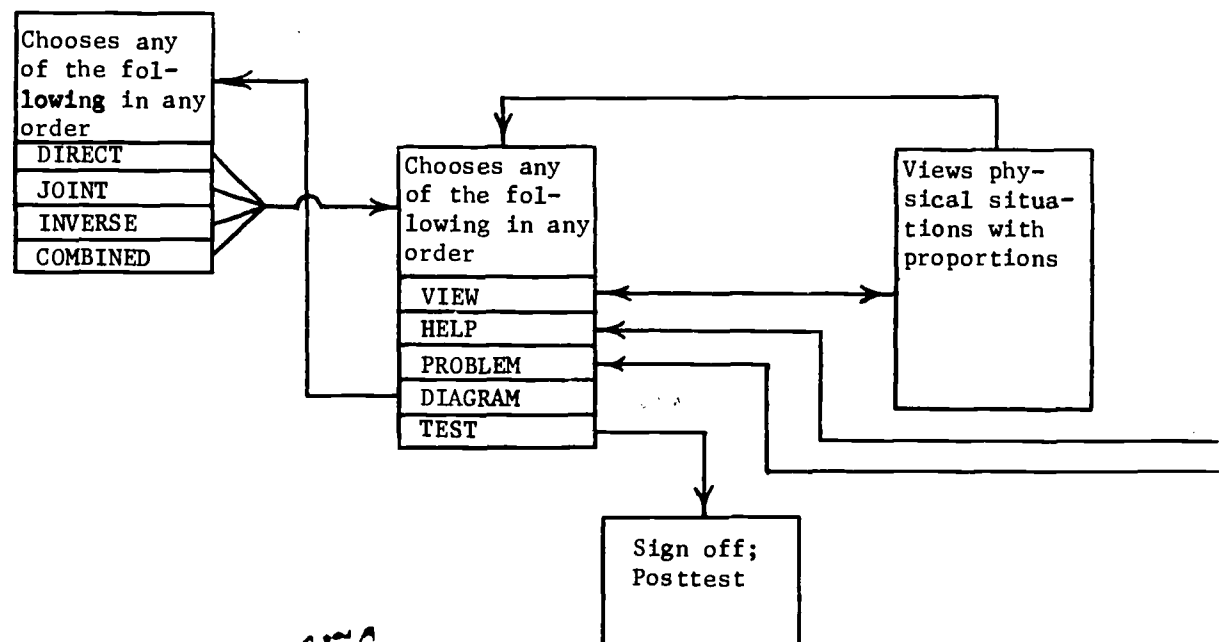 Chooses any
of the fol-
lowing in any
order
DIRECT
JOINT
INVERSE
COMBINED
Chooses any
of the fol-
lowing in any
order
VIEW
HELP
PROBLEM
DIAGRAM
TEST
Views phy-
sical situa-
tions with
proportions
Sign off;
Posttest